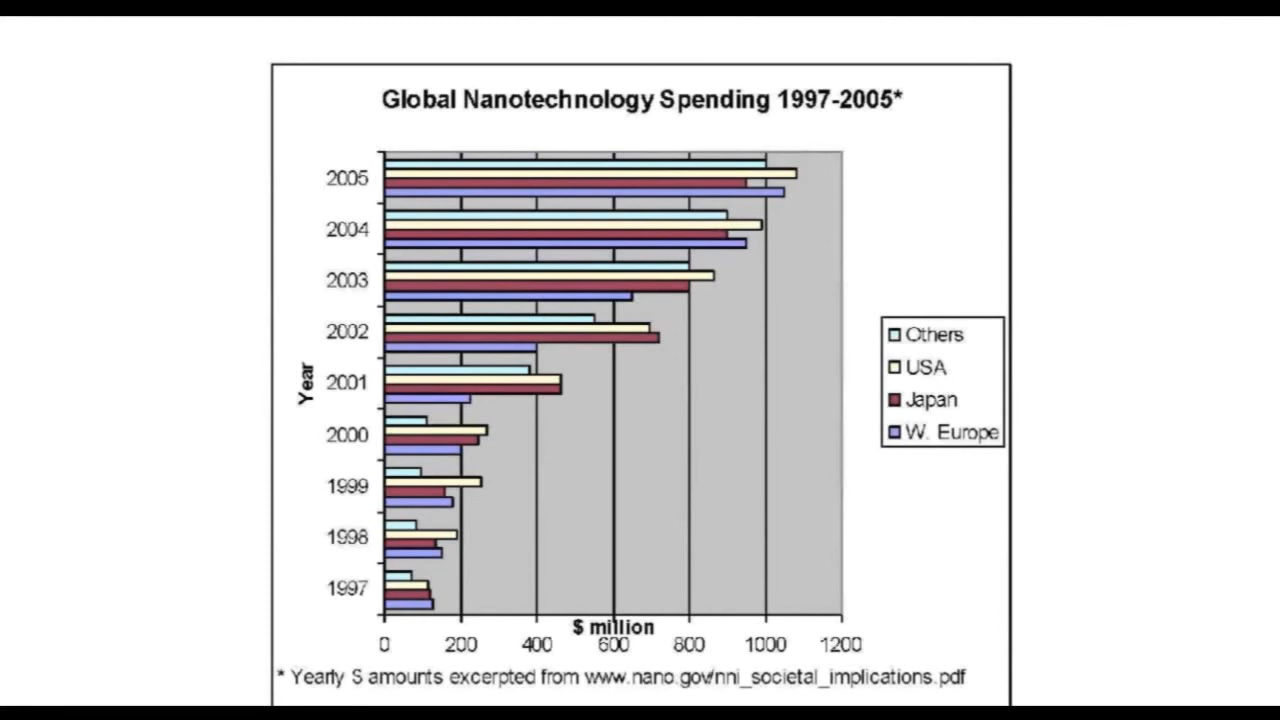 Global Nanotechnology Spending 1997-2005*
2005
2004
2003
2002
2001
2000
1999
1998
1997
Year
Others
USA
Japan
W. Europe
$ million
0 200 400 600 800 1000 1200
* Yearly $ amounts excerpted from www.nano.gov/nni_societal_implications.pdf